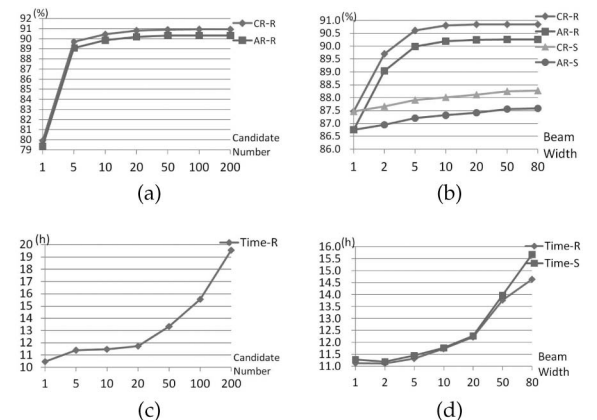 (%)
92
91
90
89
88
87
86
85
84
83
82
81
80
79
CR-R
AR-R
Candidate
Number
1 5 10 20 50 100 200
(a)
(%)
91.0
90.5
90.0
89.5
89.0
88.5
88.0
87.5
87.0
86.5
86.0
CR-R
AR-R
CR-S
AR-S
Beam
Width
1 2 5 10 20 50 80
(b)
(h)
20
19
18
17
16
15
14
13
12
11
10
Time-R
Candidate
Number
1 5 10 20 50 100 200
(c)
(h)
16.0
15.5
15.0
14.5
14.0
13.5
13.0
12.5
12.0
11.5
11.0
Time-R
Time-S
Beam
Width
1 2 5 10 20 50 80
(d)